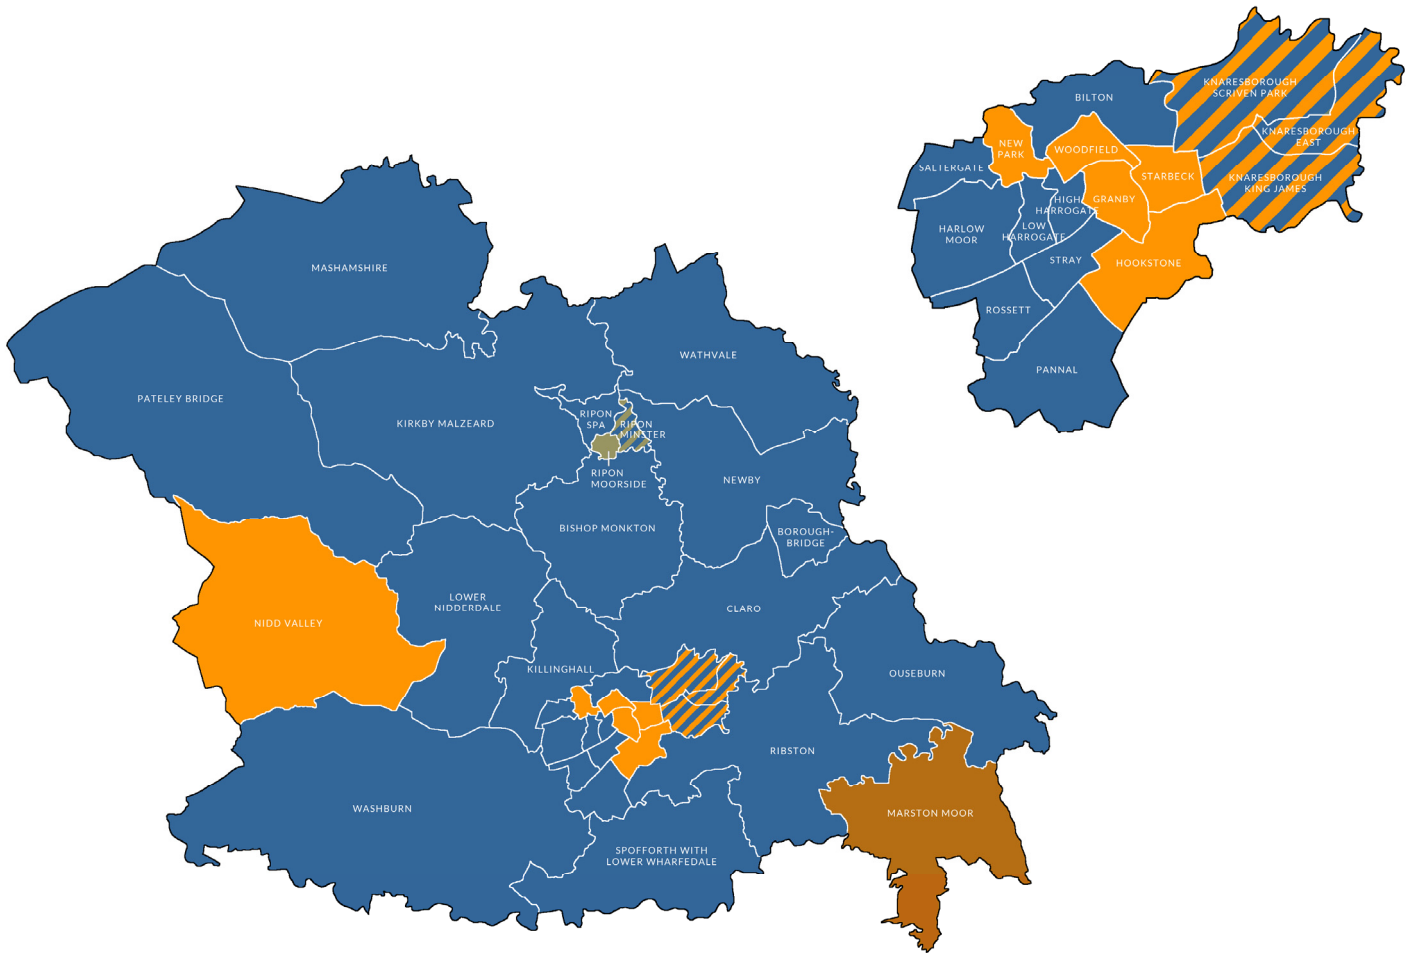 KNARESBOROUGH
SCRIVEN PARK
BILTON
KNARESBOROUGH
EAST
NEW
PARK
WOODFIELD
SALTERGATE
STARBECK
KNARESBOROUGH
KING JAMES
HIGH
HARROGATE
GRANBY
HARLOW
MOOR
LOW
HARROGATE
STRAY
HOOKSTONE
ROSSETT
PANNAL
MASHAMSHIRE
WATHVALE
PATELEY BRIDGE
KIRKBY MALZEARD
RIPON
SPA
RIPON
MINSTER
RIPON
MOORSIDE
NEWBY
BISHOP MONKTON
BOROUGH-
BRIDGE
LOWER
NIDDERDALE
CLARO
NIDD VALLEY
KILLINGHALL
OUSEBURN
RIBSTON
WASHBURN
MARSTON MOOR
SPOFFORTH WITH
LOWER WHARFEDALE